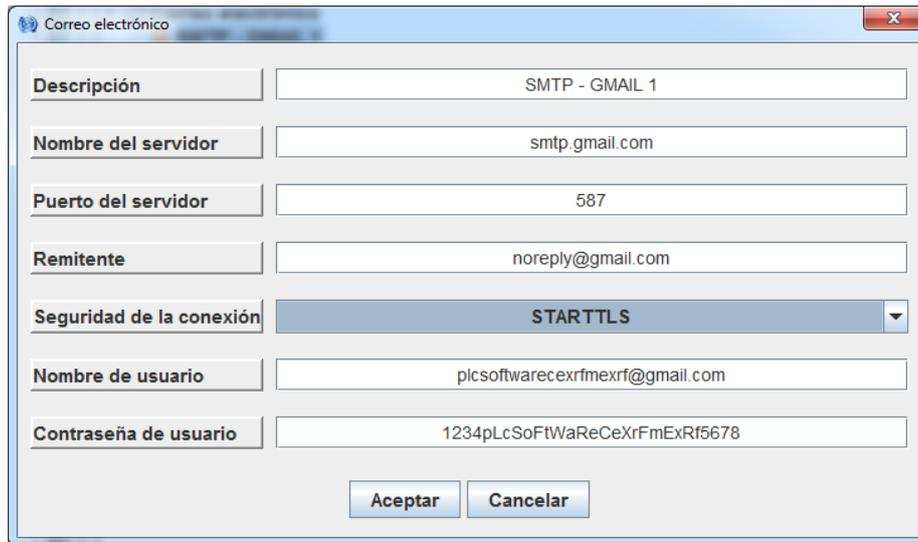 Correo electrónico
Descripción
SMTP - GMAIL 1
Nombre del servidor
smtp.gmail.com
Puerto del servidor
587
Remitente
noreply@gmail.com
Seguridad de la conexión
STARTTLS
Nombre de usuario
plcsoftwarecexrfmexrf@gmail.com
Contraseña de usuario
1234pLcSoFtWaReCeXrFmExRf5678
Aceptar
Cancelar